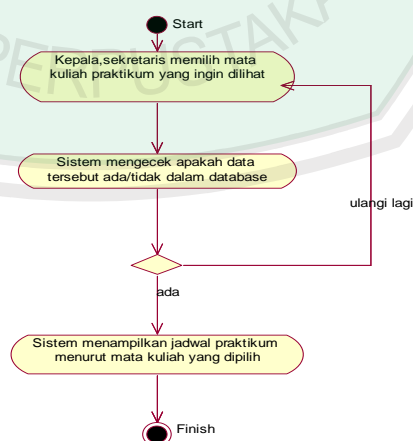 Start
Kepala,sekretaris memilih mata
kuliah praktikum yang ingin dilihat
Sistem mengecek apakah data
tersebut ada/tidak dalam database
ulangi lagi
ada
Sistem menampilkan jadwal praktikum
menurut mata kuliah yang dipilih
Finish